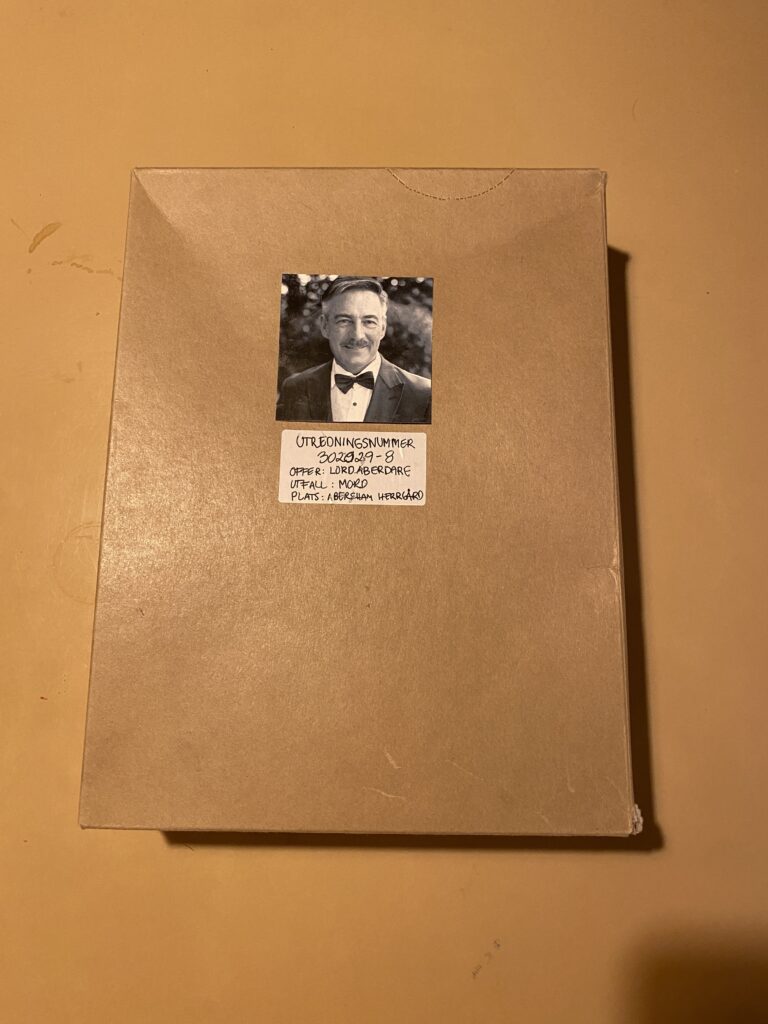 UTREDNINGSNUMMER
302929-8
OFFER: LORD ABERDARE
UTFALL: MORD
PLATS: ABERSHAM HERRGÅRD